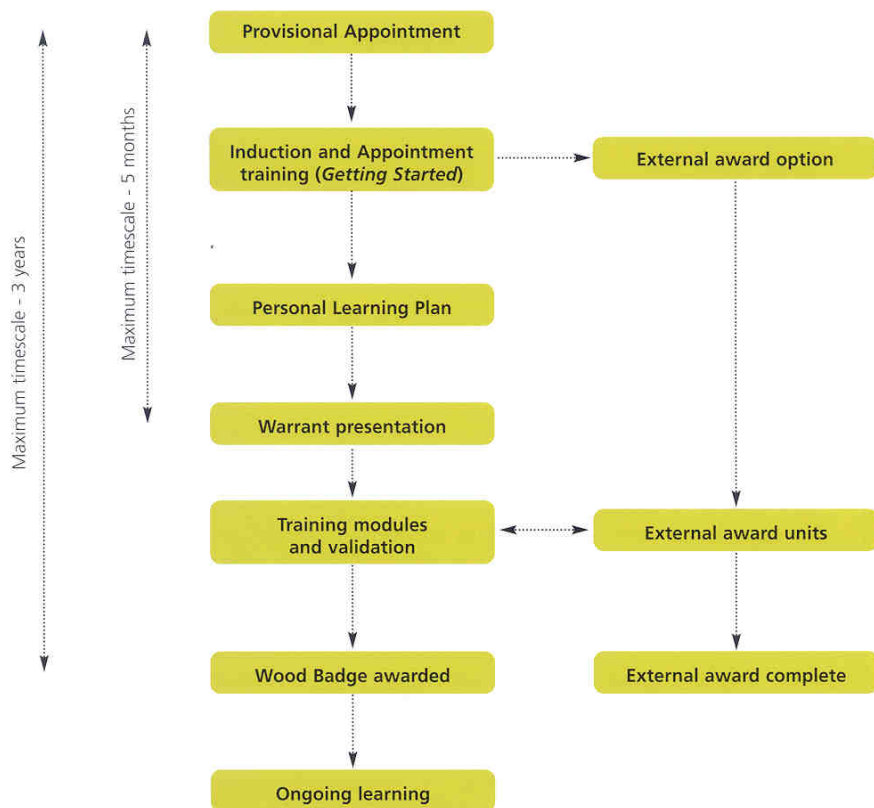 Provisional Appointment
Induction and Appointment
training (Getting Started)
External award option
Personal Learning Plan
Warrant presentation
Training modules
and validation
External award units
Wood Badge awarded
External award complete
Ongoing learning
Maximum timescale - 5 months
Maximum timescale - 3 years